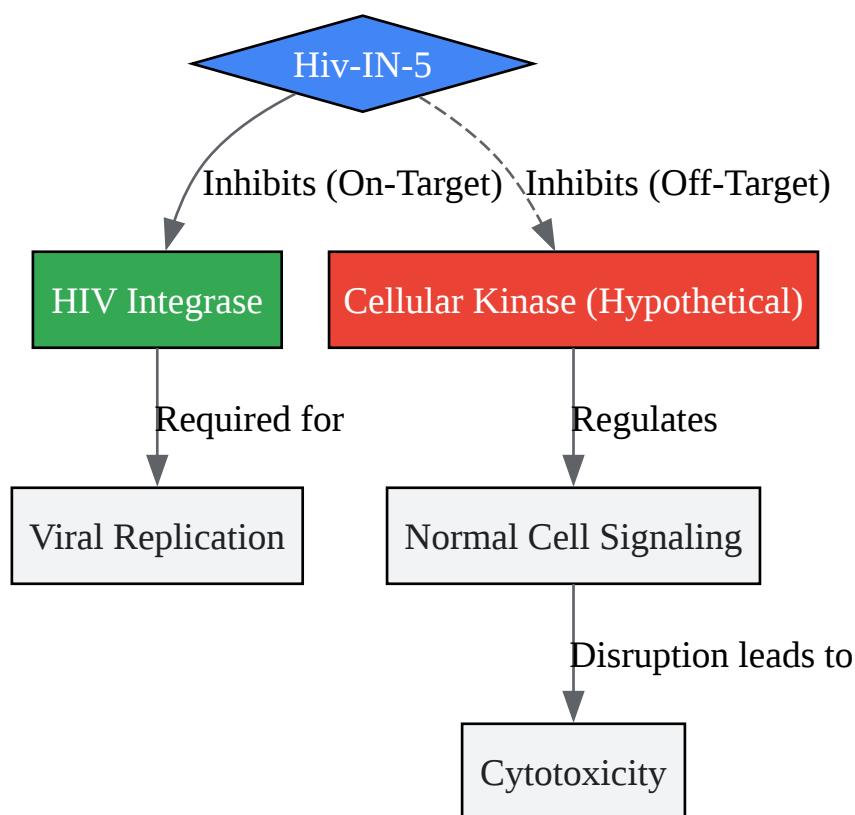 Hiv-IN-5
Inhibits (On-Target)
Inhibits (Off-Target)
HIV Integrase
Cellular Kinase (Hypothetical)
Required for
Regulates
Viral Replication
Normal Cell Signaling
Disruption leads to
Cytotoxicity